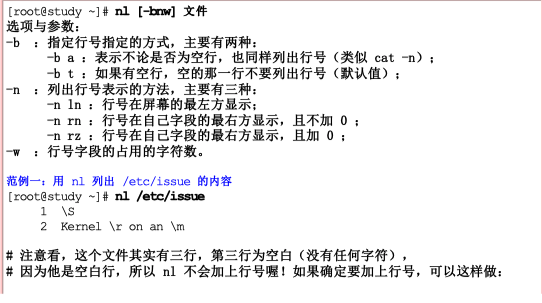 [root@study ~]# nl [-bnw] 文件
选项与参数：
-b ：指定行号指定的方式，主要有两种：
-b a ：表示不论是否为空行，也同样列出行号（类似 cat -n）；
-b t ：如果有空行，空的那一行不要列出行号（默认值）；
-n ：列出行号表示的方法，主要有三种：
-n ln ：行号在屏幕的最左方显示；
-n rn ：行号在自己字段的最右方显示，且不加 0 ；
-n rz ：行号在自己字段的最右方显示，且加 0 ；
-w ：行号字段的占用的字符数。
范例一：用 nl 列出 /etc/issue 的内容
[root@study ~]# nl /etc/issue
1 \S
2 Kernel \r on an \m
# 注意看，这个文件其实有三行，第三行为空白（没有任何字符），
# 因为他是空白行，所以 nl 不会加上行号喔！如果确定要加上行号，可以这样做：